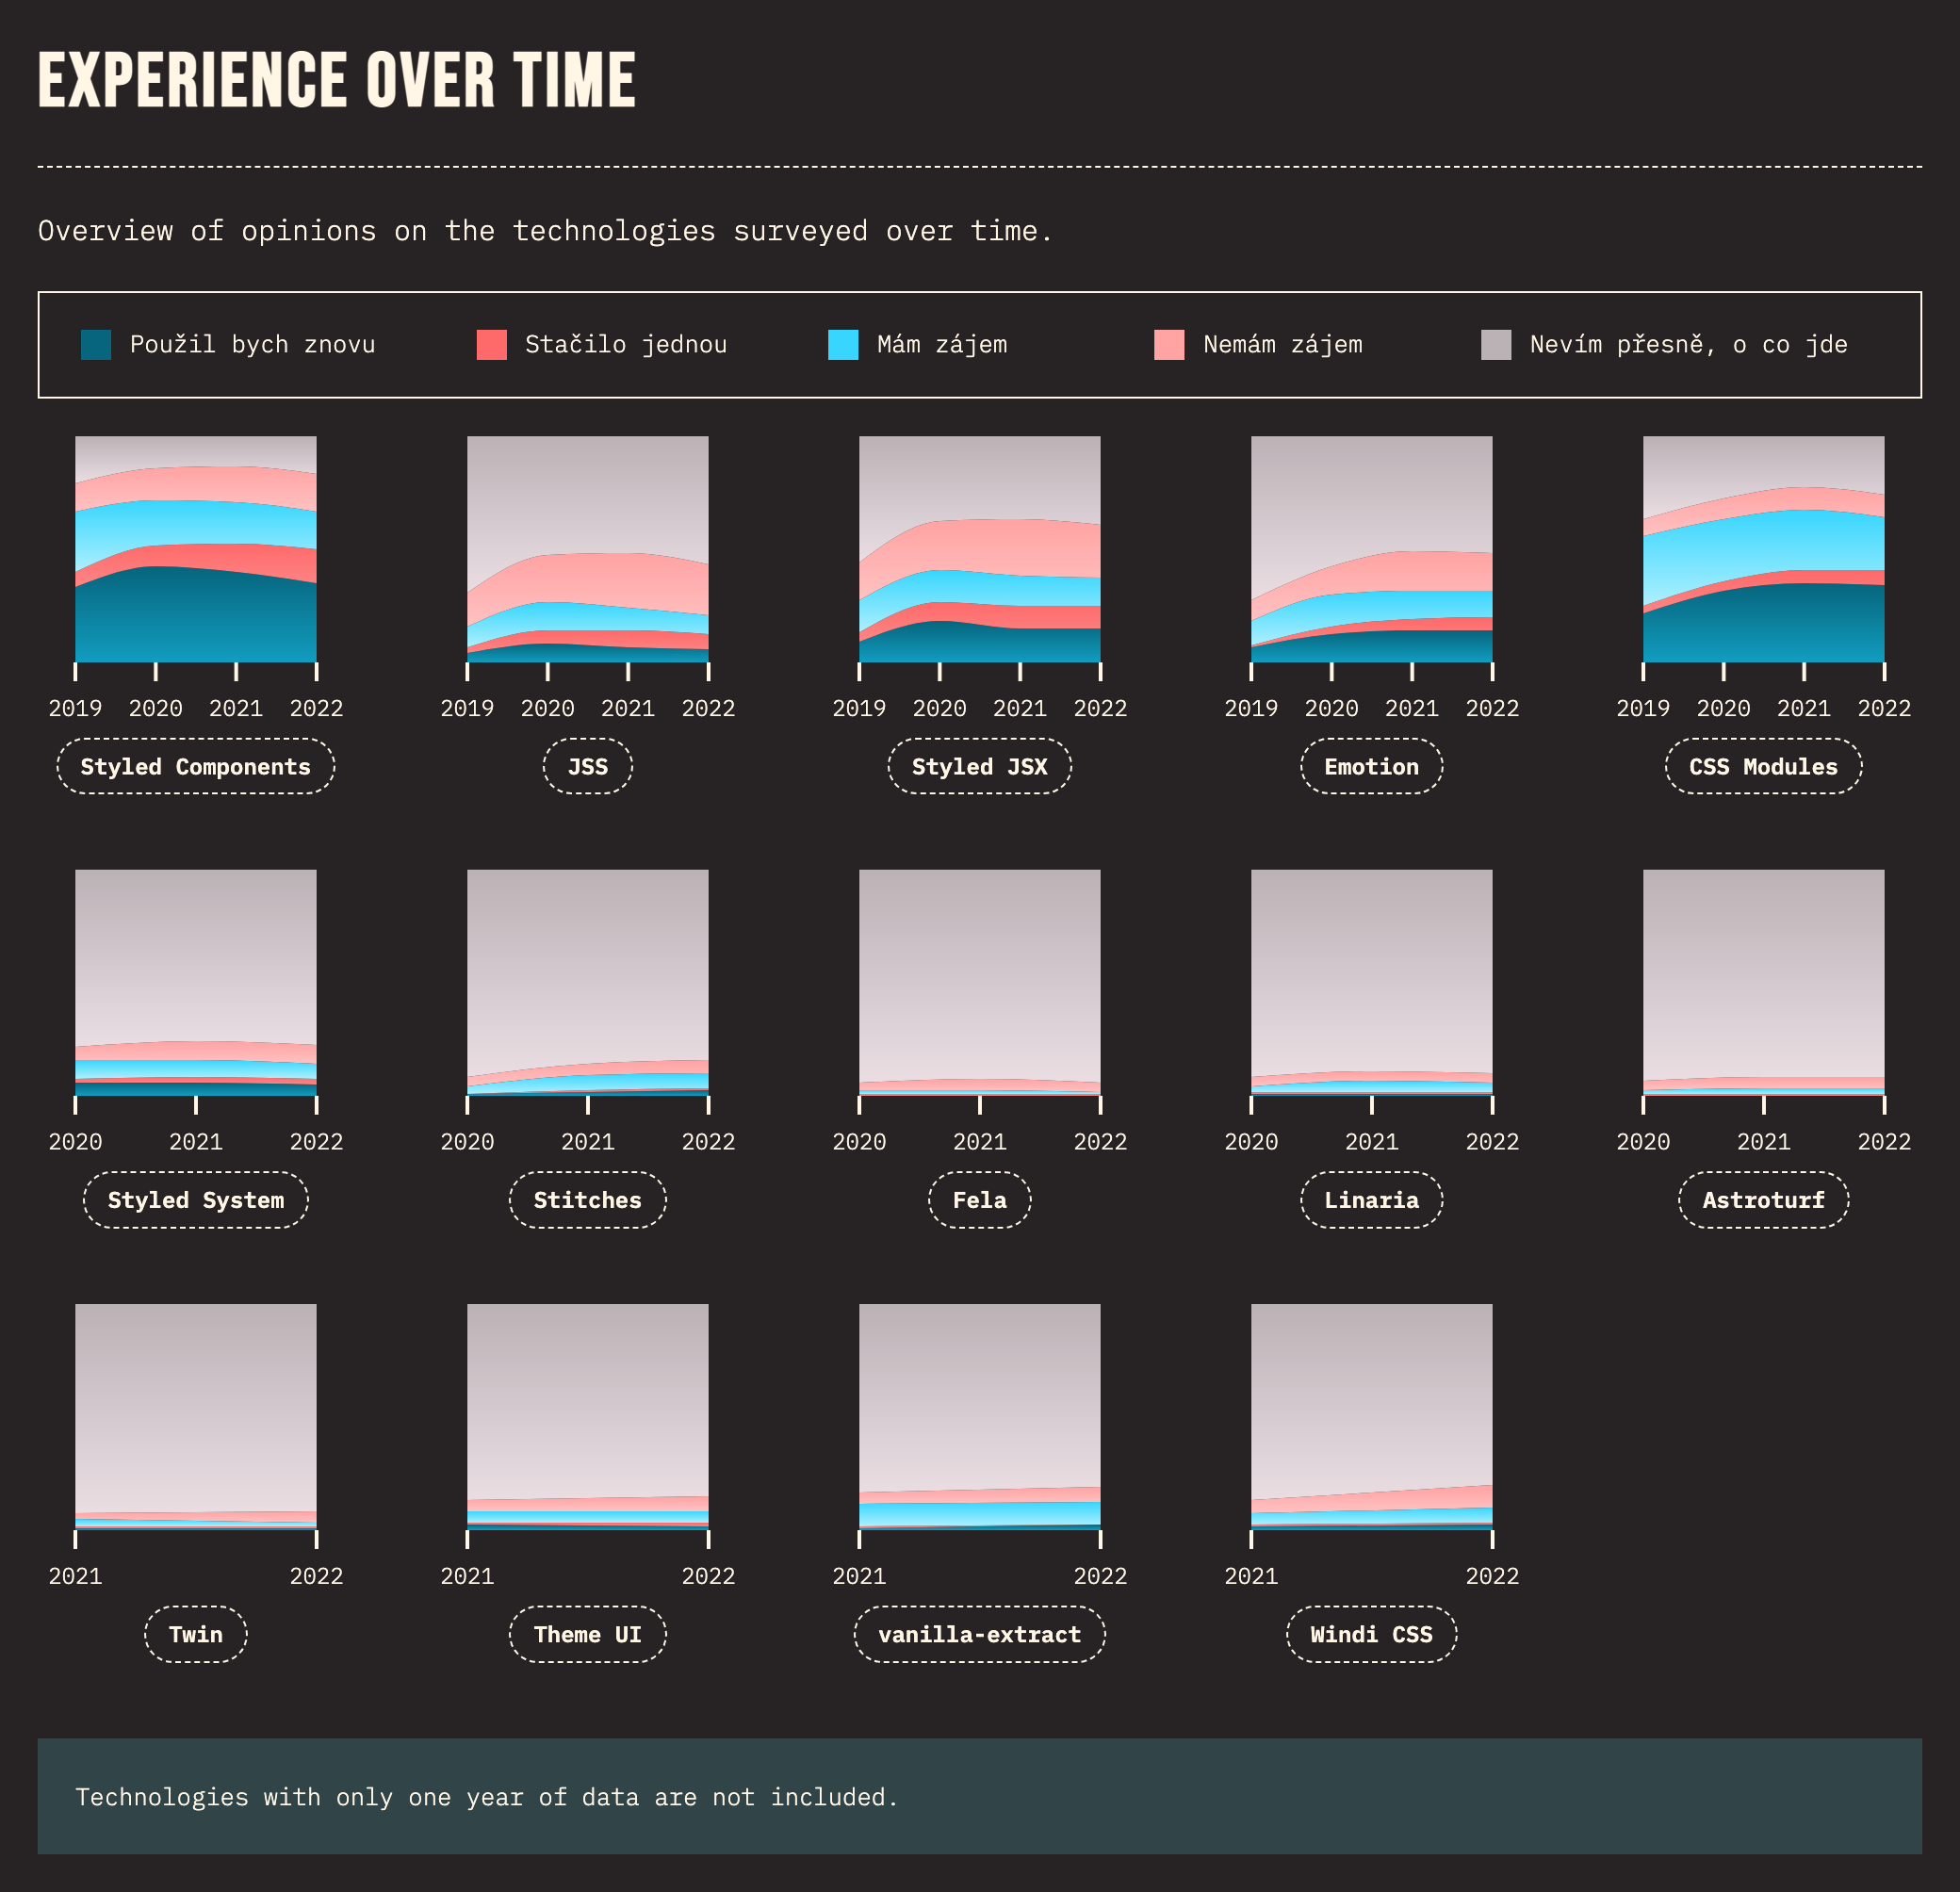 EXPERIENCE OVER TIME
Overview of opinions on the technologies surveyed over time.
Použil bych znovu Stačilo jednou Mám zájem Nemám zájem Nevím přesně, o co jde
2019 2020 2021 2022 2019 2020 2021 2022 2019 2020 2021 2022 2019 2020 2021 2022 2019 2020 2021 2022
Styled Components JSS Styled JSX Emotion CSS Modules
2020 2021 2022 2020 2021 2022 2020 2021 2022 2020 2021 2022 2020 2021 2022
Styled System Stitches Fela Linaria Astroturf
2021 2022 2021 2022 2021 2022 2021 2022
Twin Theme UI vanilla-extract Windi CSS
Technologies with only one year of data are not included.